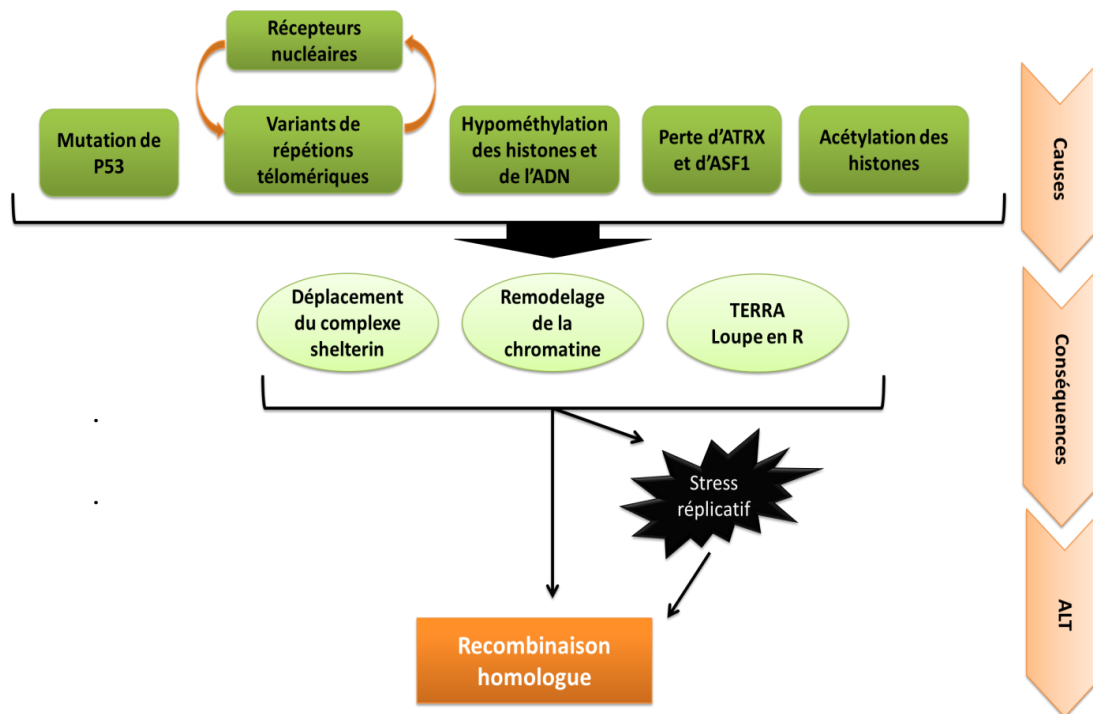 Récepteurs
nucléaires
Mutation de
P53
Variants de
répétions
télomériques
Hypométhylation
des histones et
de l'ADN
Perte d'ATRX
et d'ASF1
Acétylation des
histones
Causes
Déplacement
du complexe
shelterin
Remodelage
de la
chromatine
TERRA
Loupe en R
Conséquences
Stress
réplicatif
ALT
Recombinaison
homologue